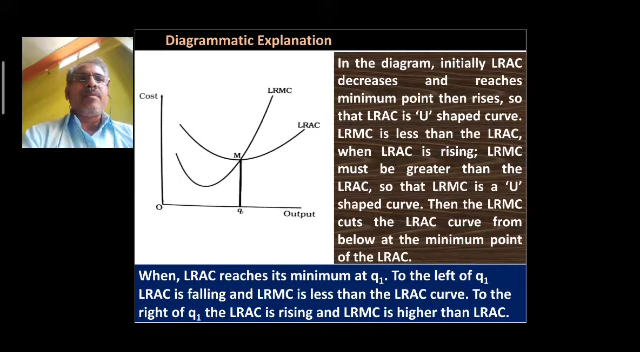 Diagrammatic Explanation
Cost
LRMC
LRAC
M
O
q
Output
In the diagram, initially LRAC
decreases and reaches
minimum point then rises, so
that LRAC is ‘U’ shaped curve.
LRMC is less than the LRAC,
when LRAC is rising; LRMC
must be greater than the
LRAC, so that LRMC is a ‘U’
shaped curve. Then the LRMC
cuts the LRAC curve from
below at the minimum point
of the LRAC.
When, LRAC reaches its minimum at q₁. To the left of q₁
LRAC is falling and LRMC is less than the LRAC curve. To the
right of q₁ the LRAC is rising and LRMC is higher than LRAC.